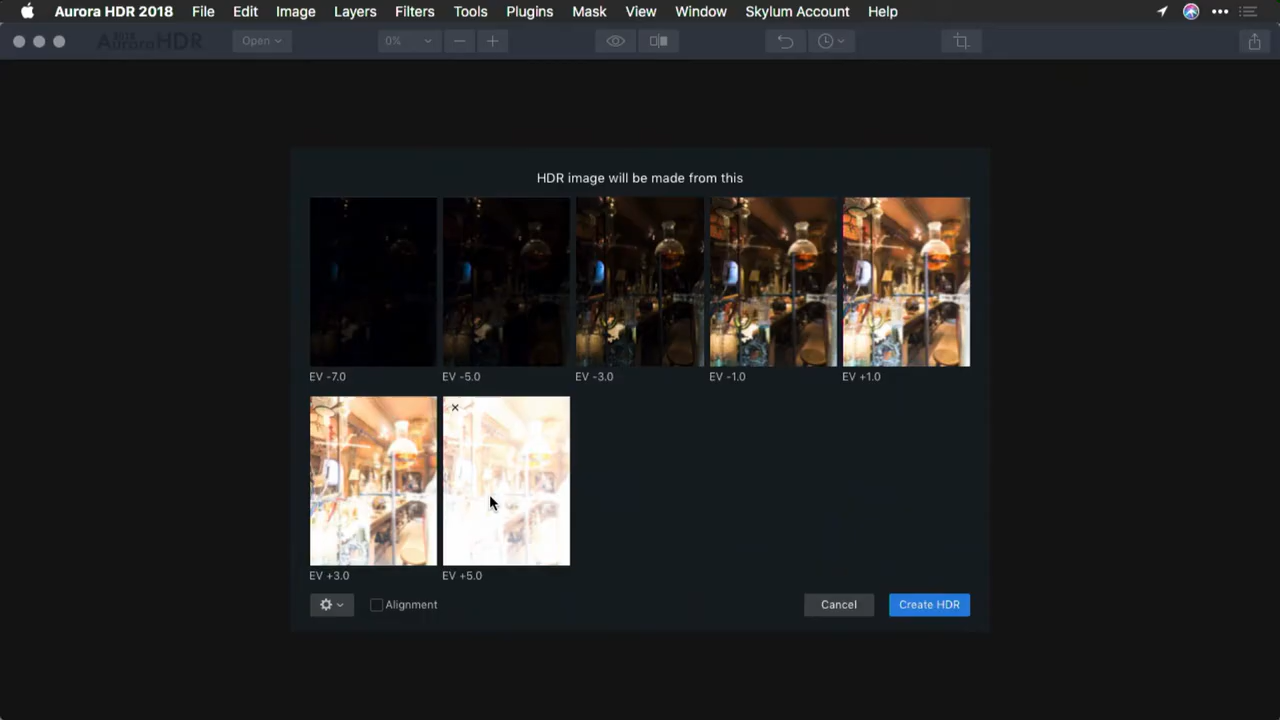 Aurora HDR 2018 File Edit Image Layers Filters Tools Plugins Mask View Window Skylum Account Help
2018
AuroraHDR Open 0%
HDR image will be made from this
EV -7.0 EV -5.0 EV -3.0 EV -1.0 EV +1.0
EV +3.0 EV +5.0
Alignment Cancel Create HDR